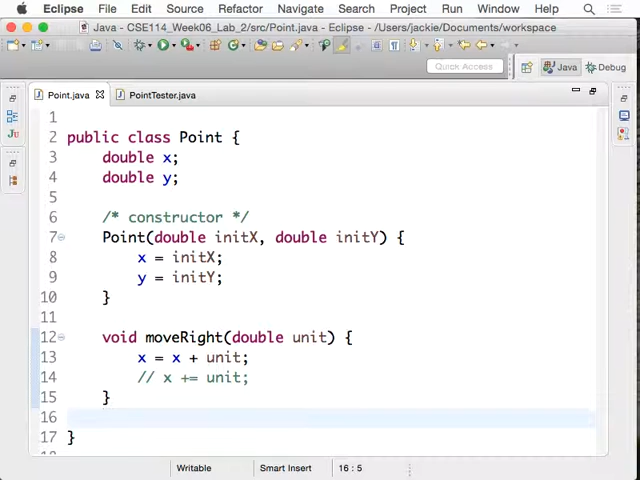 Eclipse File Edit Source Refactor Navigate Search Project Run Window Help
Java - CSE114_Week06_Lab_2/src/Point.java - Eclipse - /Users/jackie/Documents/workspace
Quick Access
Java
Debug
Point.java
PointTester.java
1
2 public class Point {
3 double x;
4 double y;
5
6 /* constructor */
7 Point(double initX, double initY) {
8 x = initX;
9 y = initY;
10 }
11
12 void moveRight(double unit) {
13 x = x + unit;
14 // x += unit;
15 }
16
17 }
Writable
Smart Insert
16 : 5